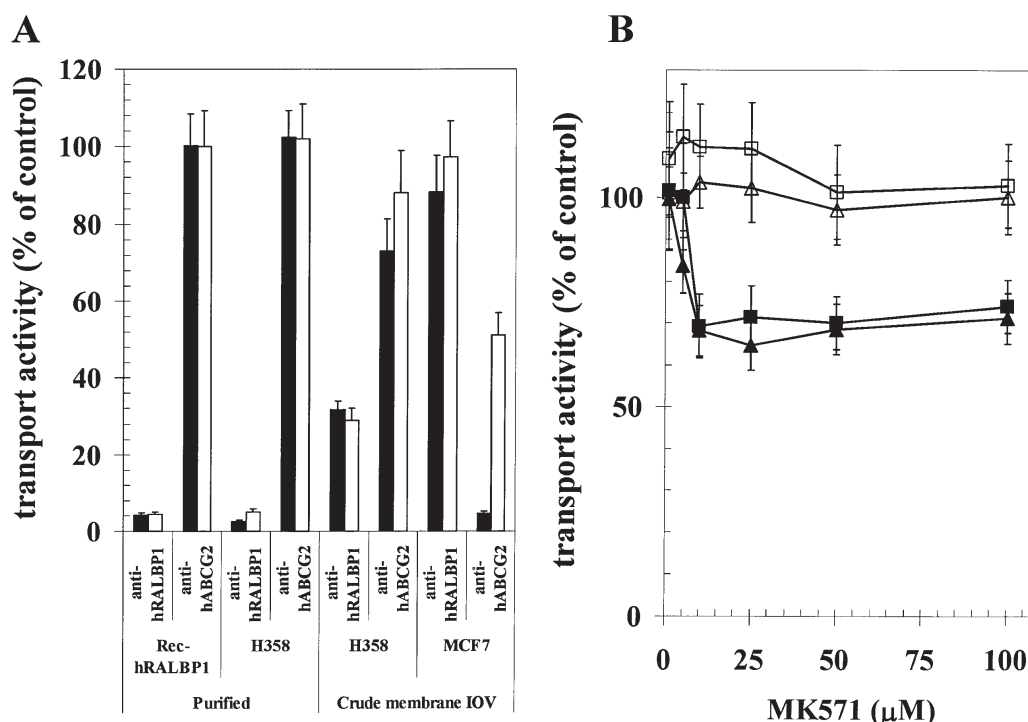 A
transport activity (% of control)
120
100
80
60
40
20
0
anti-
hRALBP1
anti-
hABCG2
anti-
hRALBP1
anti-
hABCG2
anti-
hRALBP1
anti-
hABCG2
anti-
hRALBP1
anti-
hABCG2
Rec-
hRALBP1
H358
H358
MCF7
Purified
Crude membrane IOV
B
transport activity (% of control)
100
50
0
0
25
50
75
100
MK571 (μM)